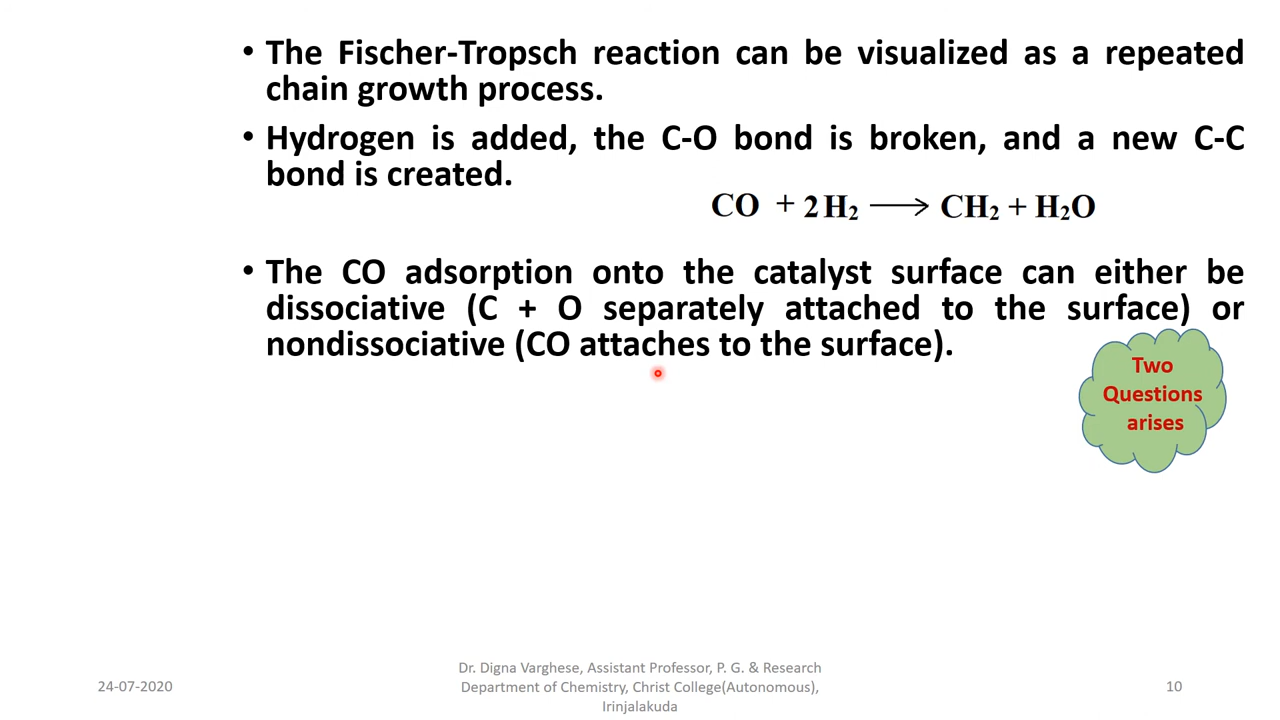 • The Fischer-Tropsch reaction can be visualized as a repeated
chain growth process.
• Hydrogen is added, the C-O bond is broken, and a new C-C
bond is created.
CO + 2 H₂ ⟶ CH₂ + H₂O
• The CO adsorption onto the catalyst surface can either be
dissociative (C + O separately attached to the surface) or
nondissociative (CO attaches to the surface).
Two
Questions
arises
24-07-2020
Dr. Digna Varghese, Assistant Professor, P. G. & Research
Department of Chemistry, Christ College(Autonomous),
Irinjalakuda
10